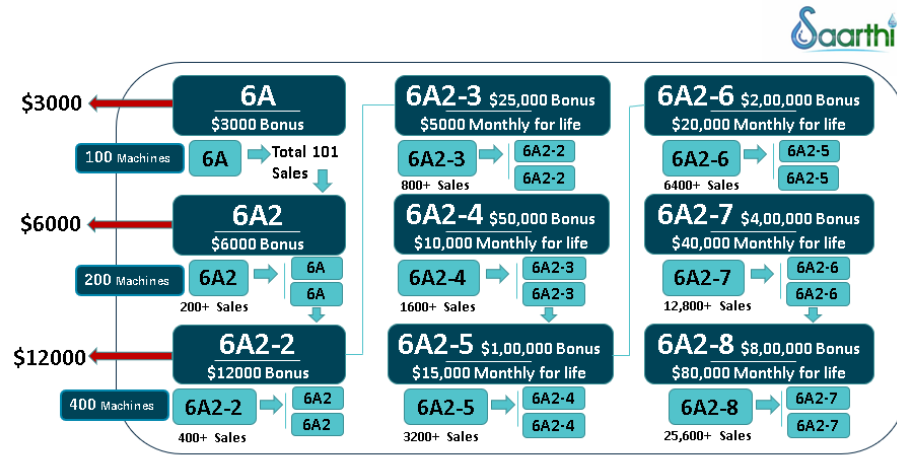 Saarthi
$3000
6A
$3000 Bonus
100 Machines
6A
Total 101
Sales
$6000
6A2
$6000 Bonus
200 Machines
6A2
200+ Sales
6A
6A
$12000
6A2-2
$12000 Bonus
400 Machines
6A2-2
400+ Sales
6A2
6A2
6A2-3 $25,000 Bonus
$5000 Monthly for life
6A2-3
800+ Sales
6A2-2
6A2-2
6A2-4 $50,000 Bonus
$10,000 Monthly for life
6A2-4
1600+ Sales
6A2-3
6A2-3
6A2-5 $1,00,000 Bonus
$15,000 Monthly for life
6A2-5
3200+ Sales
6A2-4
6A2-4
6A2-6 $2,00,000 Bonus
$20,000 Monthly for life
6A2-6
6400+ Sales
6A2-5
6A2-5
6A2-7 $4,00,000 Bonus
$40,000 Monthly for life
6A2-7
12,800+ Sales
6A2-6
6A2-6
6A2-8 $8,00,000 Bonus
$80,000 Monthly for life
6A2-8
25,600+ Sales
6A2-7
6A2-7